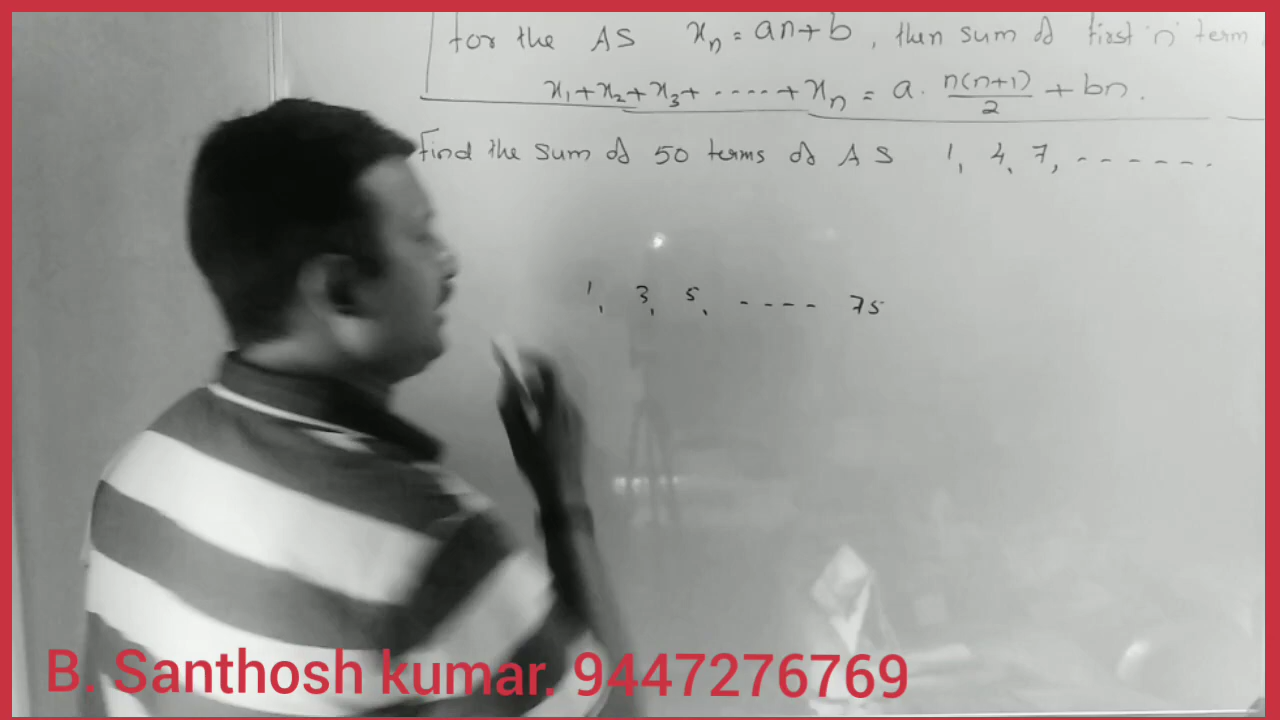 for the AS xₙ = an+b, then sum of first 'n' term
x₁+x₂+x₃+.....+xₙ = a. n(n+1)/2 + bn.
Find the sum of 50 terms of AS 1, 4, 7, ------.
1, 3, 5, ---- 75
B. Santhosh kumar. 9447276769